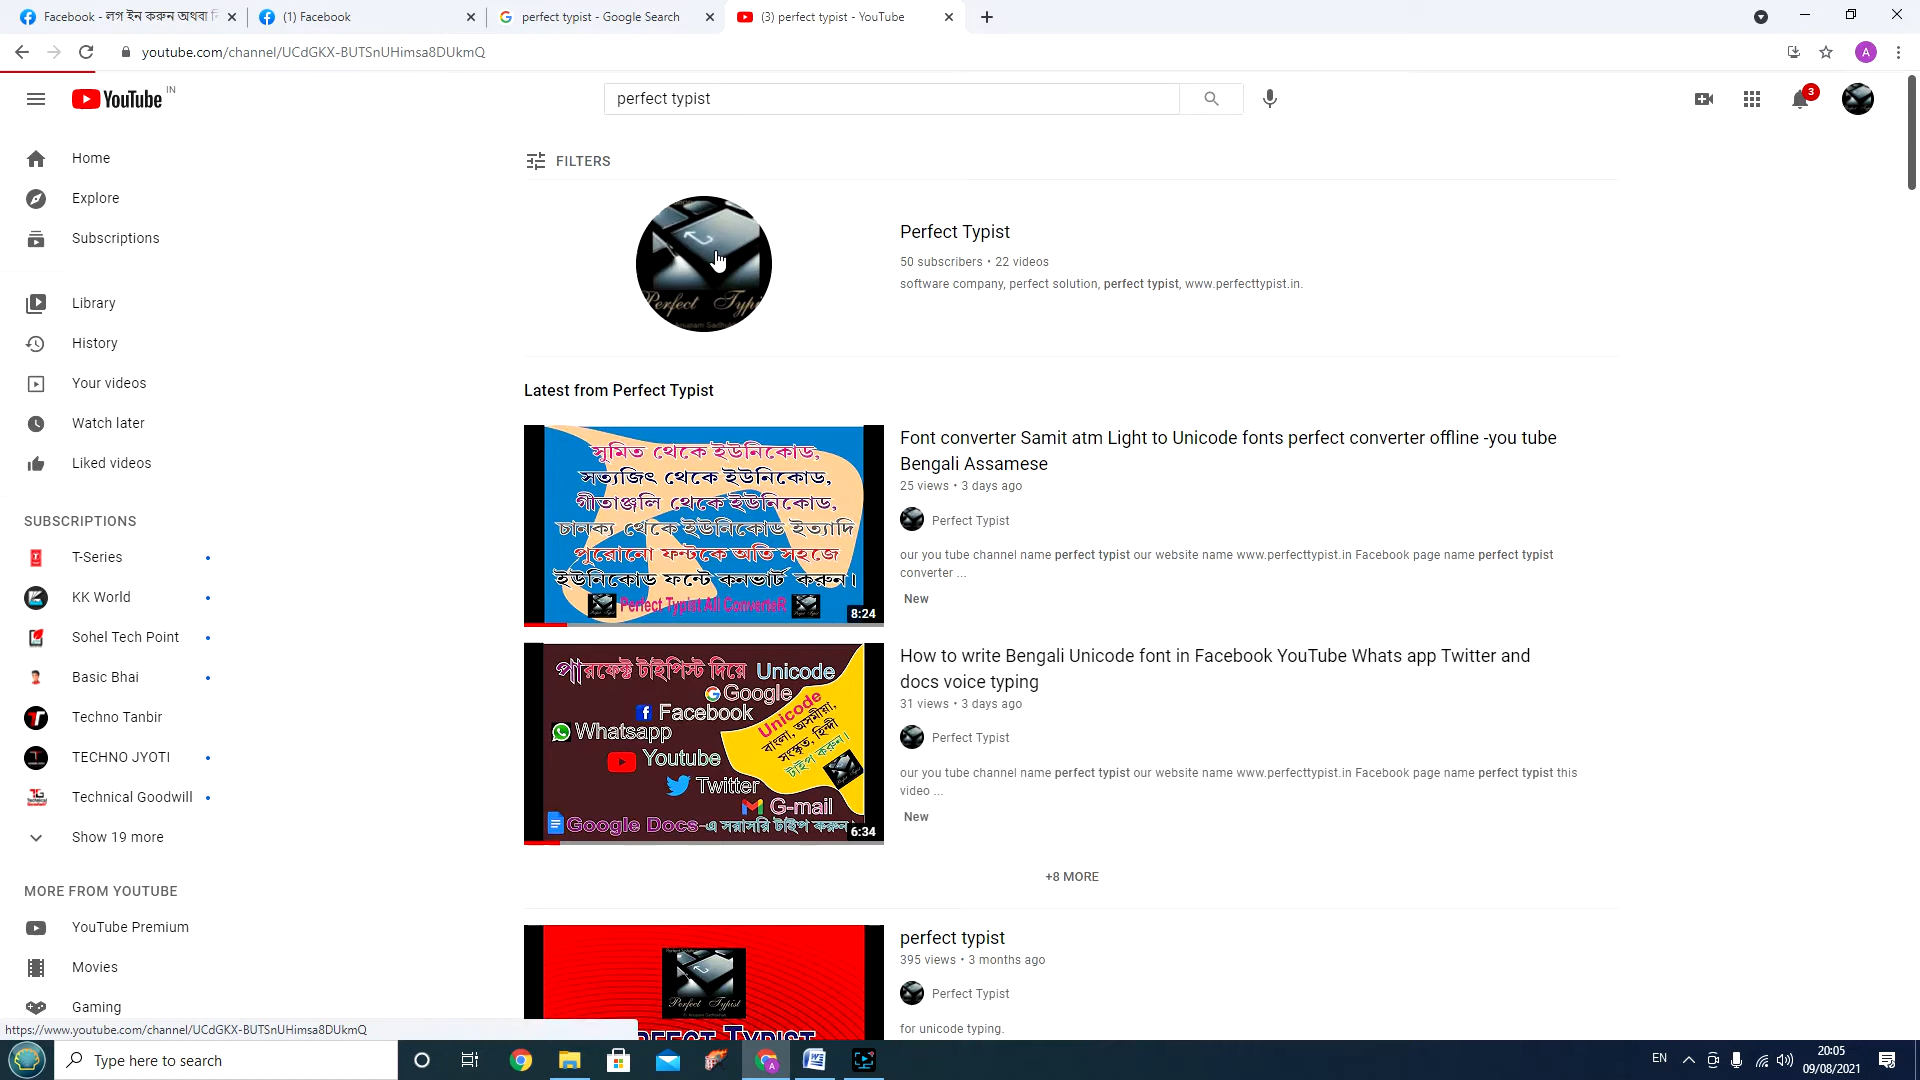 Facebook - লগ ইন করুন অথবা
(1) Facebook
perfect typist - Google Search
(3) perfect typist - YouTube
youtube.com/channel/UCdGKX-BUTSnUHimsa8DUkmQ
A
YouTube IN
perfect typist
3
Home
Explore
Subscriptions
Library
History
Your videos
Watch later
Liked videos
SUBSCRIPTIONS
T-Series
KK World
Sohel Tech Point
Basic Bhai
Techno Tanbir
TECHNO JYOTI
Technical Goodwill
Show 19 more
MORE FROM YOUTUBE
YouTube Premium
Movies
Gaming
FILTERS
Perfect Typist
50 subscribers • 22 videos
software company, perfect solution, perfect typist, www.perfecttypist.in.
Latest from Perfect Typist
সুমিত থেকে ইউনিকোড,
সত্যজিৎ থেকে ইউনিকোড,
গীতাঞ্জলি থেকে ইউনিকোড,
চানক্য থেকে ইউনিকোড ইত্যাদি
পুরোনো ফন্টকে অতি সহজে
ইউনিকোড ফন্টে কনভার্ট করুন।
Perfect Typist All ConverteR
8:24
Font converter Samit atm Light to Unicode fonts perfect converter offline -you tube
Bengali Assamese
25 views • 3 days ago
Perfect Typist
our you tube channel name perfect typist our website name www.perfecttypist.in Facebook page name perfect typist
converter ...
New
পারফেক্ট টাইপিস্ট দিয়ে Unicode
Google
Facebook
Whatsapp
Youtube
Twitter
G-mail
Google Docs-এ সরাসরি টাইপ করুন
Unicode
বাংলা, অসমীয়া,
সংস্কৃত, হিন্দী
টাইপ করুন।
6:34
How to write Bengali Unicode font in Facebook YouTube Whats app Twitter and
docs voice typing
31 views • 3 days ago
Perfect Typist
our you tube channel name perfect typist our website name www.perfecttypist.in Facebook page name perfect typist this
video ...
New
+8 MORE
Perfect Typist
perfect typist
395 views • 3 months ago
Perfect Typist
for unicode typing.
https://www.youtube.com/channel/UCdGKX-BUTSnUHimsa8DUkmQ
Type here to search
EN
20:05
09/08/2021